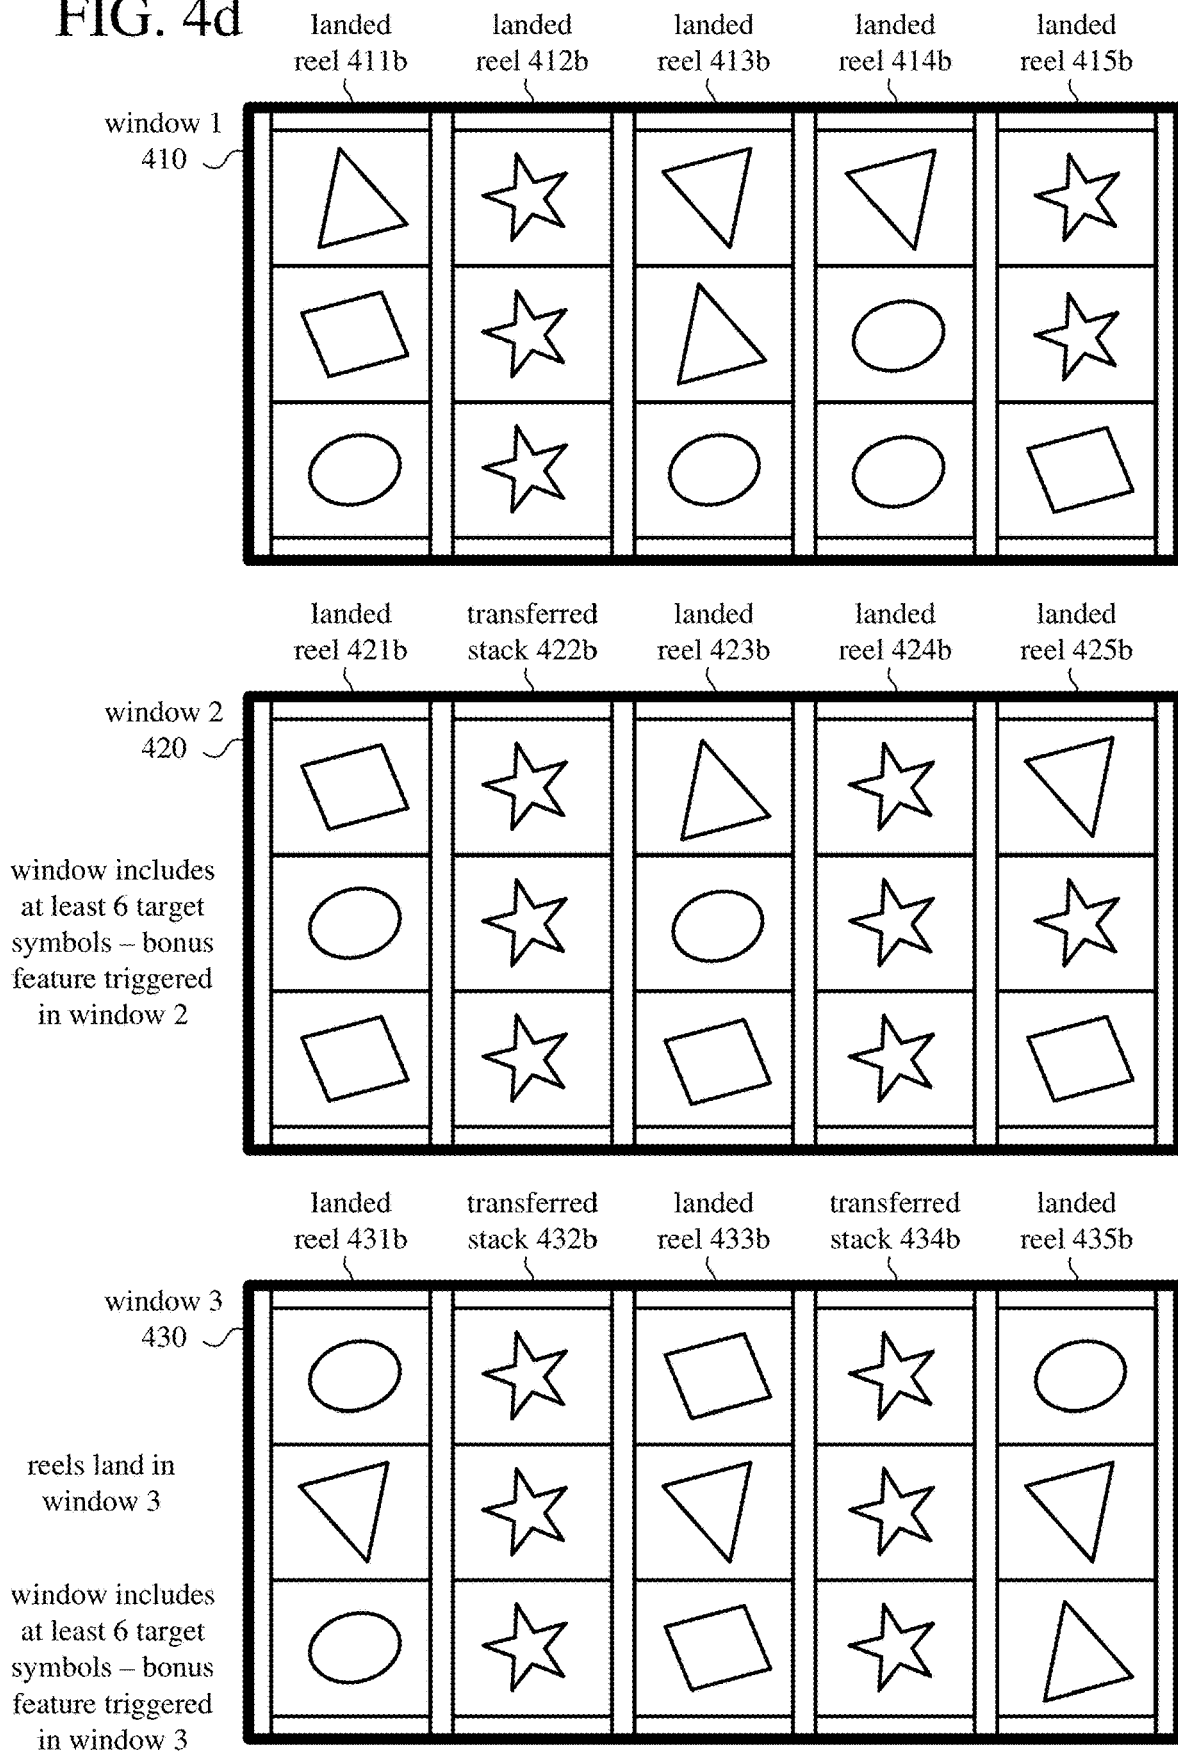 FIG. 4d
landed
reel 411b
landed
reel 412b
landed
reel 413b
landed
reel 414b
landed
reel 415b
window 1
410
landed
reel 421b
transferred
stack 422b
landed
reel 423b
landed
reel 424b
landed
reel 425b
window 2
420
window includes
at least 6 target
symbols – bonus
feature triggered
in window 2
landed
reel 431b
transferred
stack 432b
landed
reel 433b
transferred
stack 434b
landed
reel 435b
window 3
430
reels land in
window 3
window includes
at least 6 target
symbols – bonus
feature triggered
in window 3